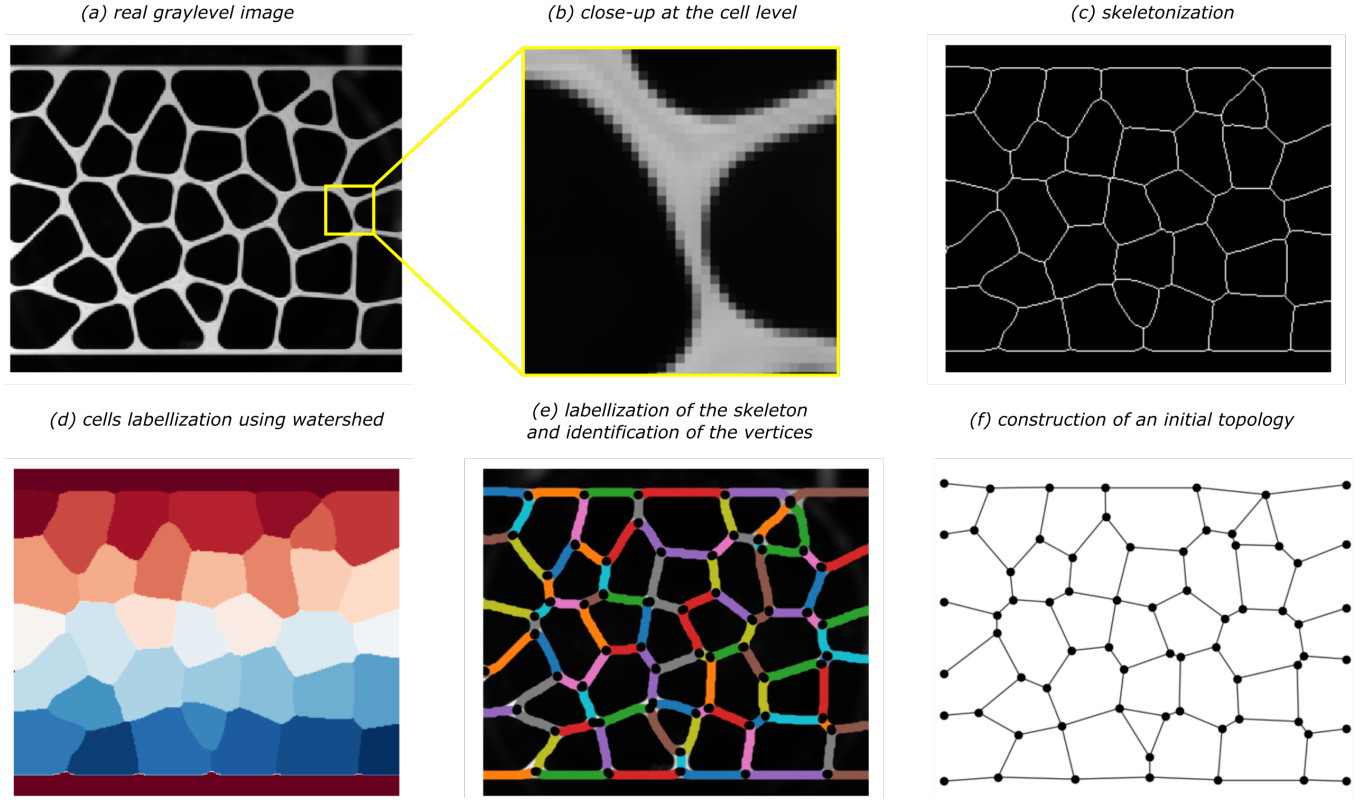 (a) real graylevel image
(b) close-up at the cell level
(c) skeletonization
(d) cells labellization using watershed
(e) labellization of the skeleton
and identification of the vertices
(f) construction of an initial topology